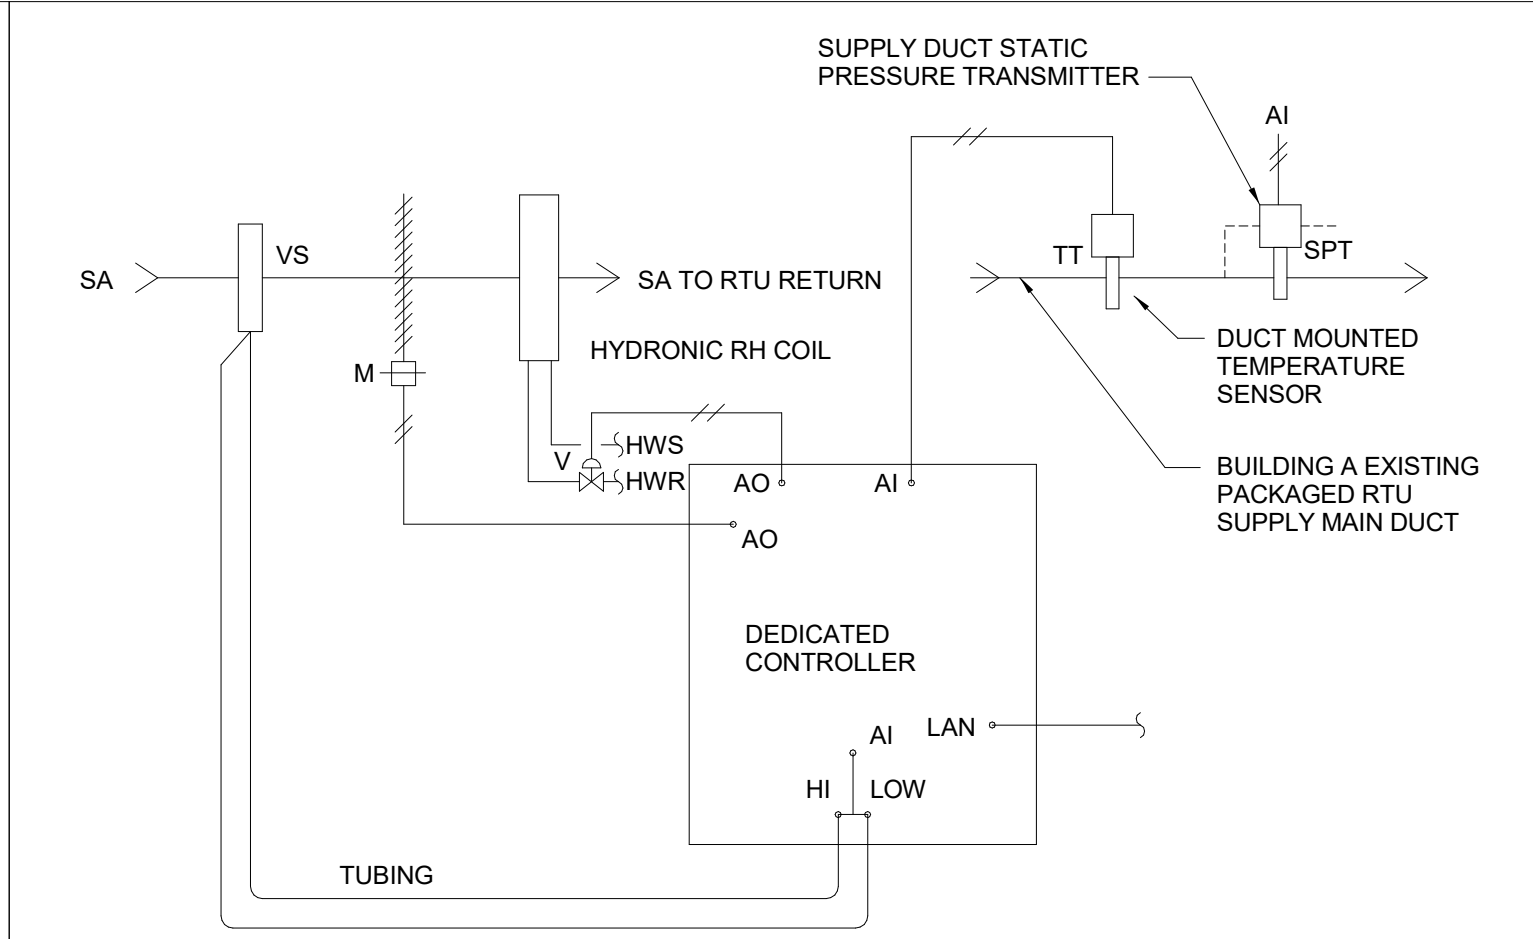 SUPPLY DUCT STATIC
PRESSURE TRANSMITTER
AI
VS
TT
SPT
SA
SA TO RTU RETURN
HYDRONIC RH COIL
DUCT MOUNTED
TEMPERATURE
SENSOR
M
V
HWS
HWR
AO
AI
BUILDING A EXISTING
PACKAGED RTU
SUPPLY MAIN DUCT
AO
DEDICATED
CONTROLLER
LAN
AI
HI
LOW
TUBING